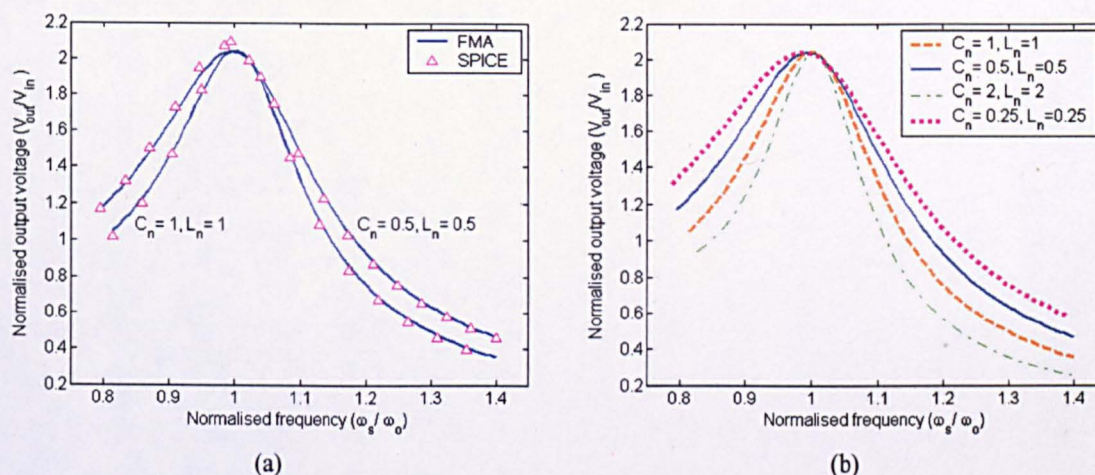 2.2
2.0
1.8
1.6
1.4
1.2
1
0.8
0.6
0.4
0.2
Normalised output voltage (Vout/Vin)
FMA
SPICE
Cn= 1, Ln= 1
Cn= 0.5, Ln= 0.5
0.8 0.9 1 1.1 1.2 1.3 1.4
Normalised frequency (ωs/ ωo)
(a)
2.2
2.0
1.8
1.6
1.4
1.2
1
0.8
0.6
0.4
0.2
Normalised output voltage (Vout/Vin)
Cn= 1, Ln=1
Cn= 0.5, Ln=0.5
Cn= 2, Ln= 2
Cn= 0.25, Ln=0.25
0.8 0.9 1 1.1 1.2 1.3 1.4
Normalised frequency (ωs/ ωo)
(b)